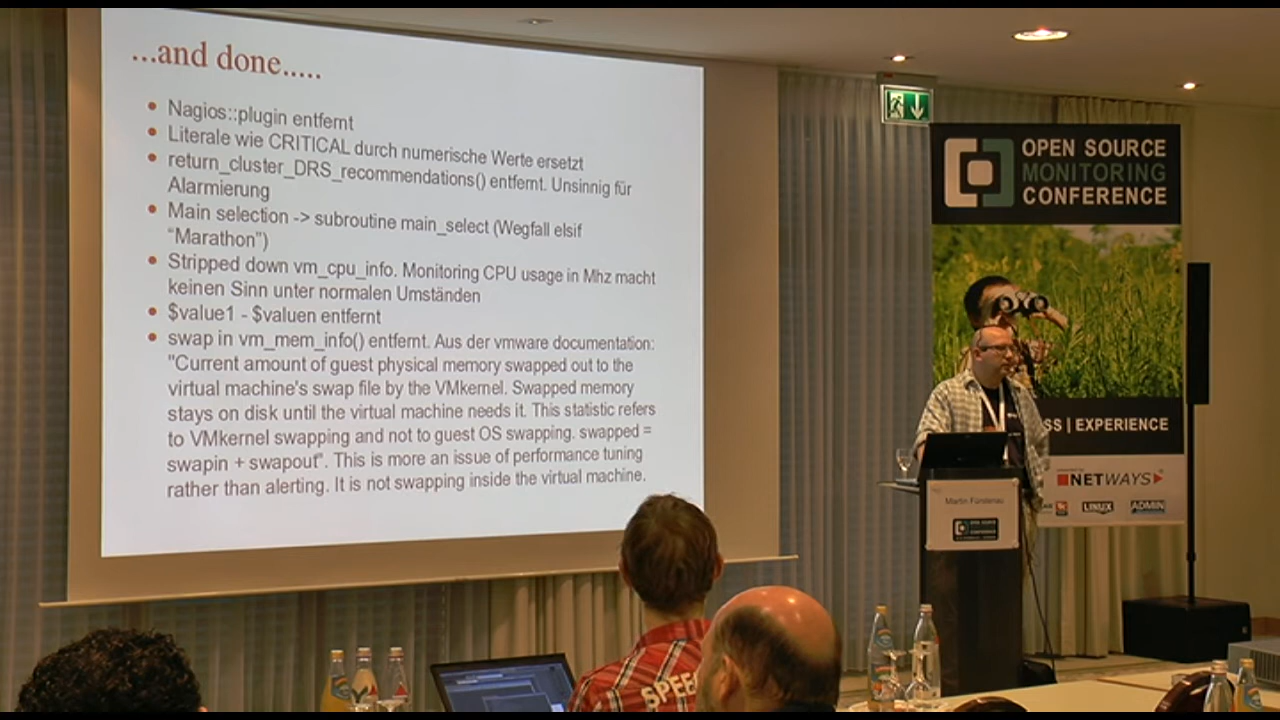 ...and done.....
Nagios::plugin entfernt
Literale wie CRITICAL durch numerische Werte ersetzt
return_cluster_DRS_recommendations() entfernt. Unsinnig für
Alarmierung
Main selection -> subroutine main_select (Wegfall elsif
"Marathon")
Stripped down vm_cpu_info. Monitoring CPU usage in Mhz macht
keinen Sinn unter normalen Umständen
$value1 - $valuen entfernt
swap in vm_mem_info() entfernt. Aus der vmware documentation:
"Current amount of guest physical memory swapped out to the
virtual machine's swap file by the VMkernel. Swapped memory
stays on disk until the virtual machine needs it. This statistic refers
to VMkernel swapping and not to guest OS swapping. swapped =
swapin + swapout". This is more an issue of performance tuning
rather than alerting. It is not swapping inside the virtual machine.
OPEN SOURCE
MONITORING
CONFERENCE
SS | EXPERIENCE
NETWAYS
LINUX
ADMIN
Martin Fürstenau
OPEN SOURCE
MONITORING
CONFERENCE
SPEE